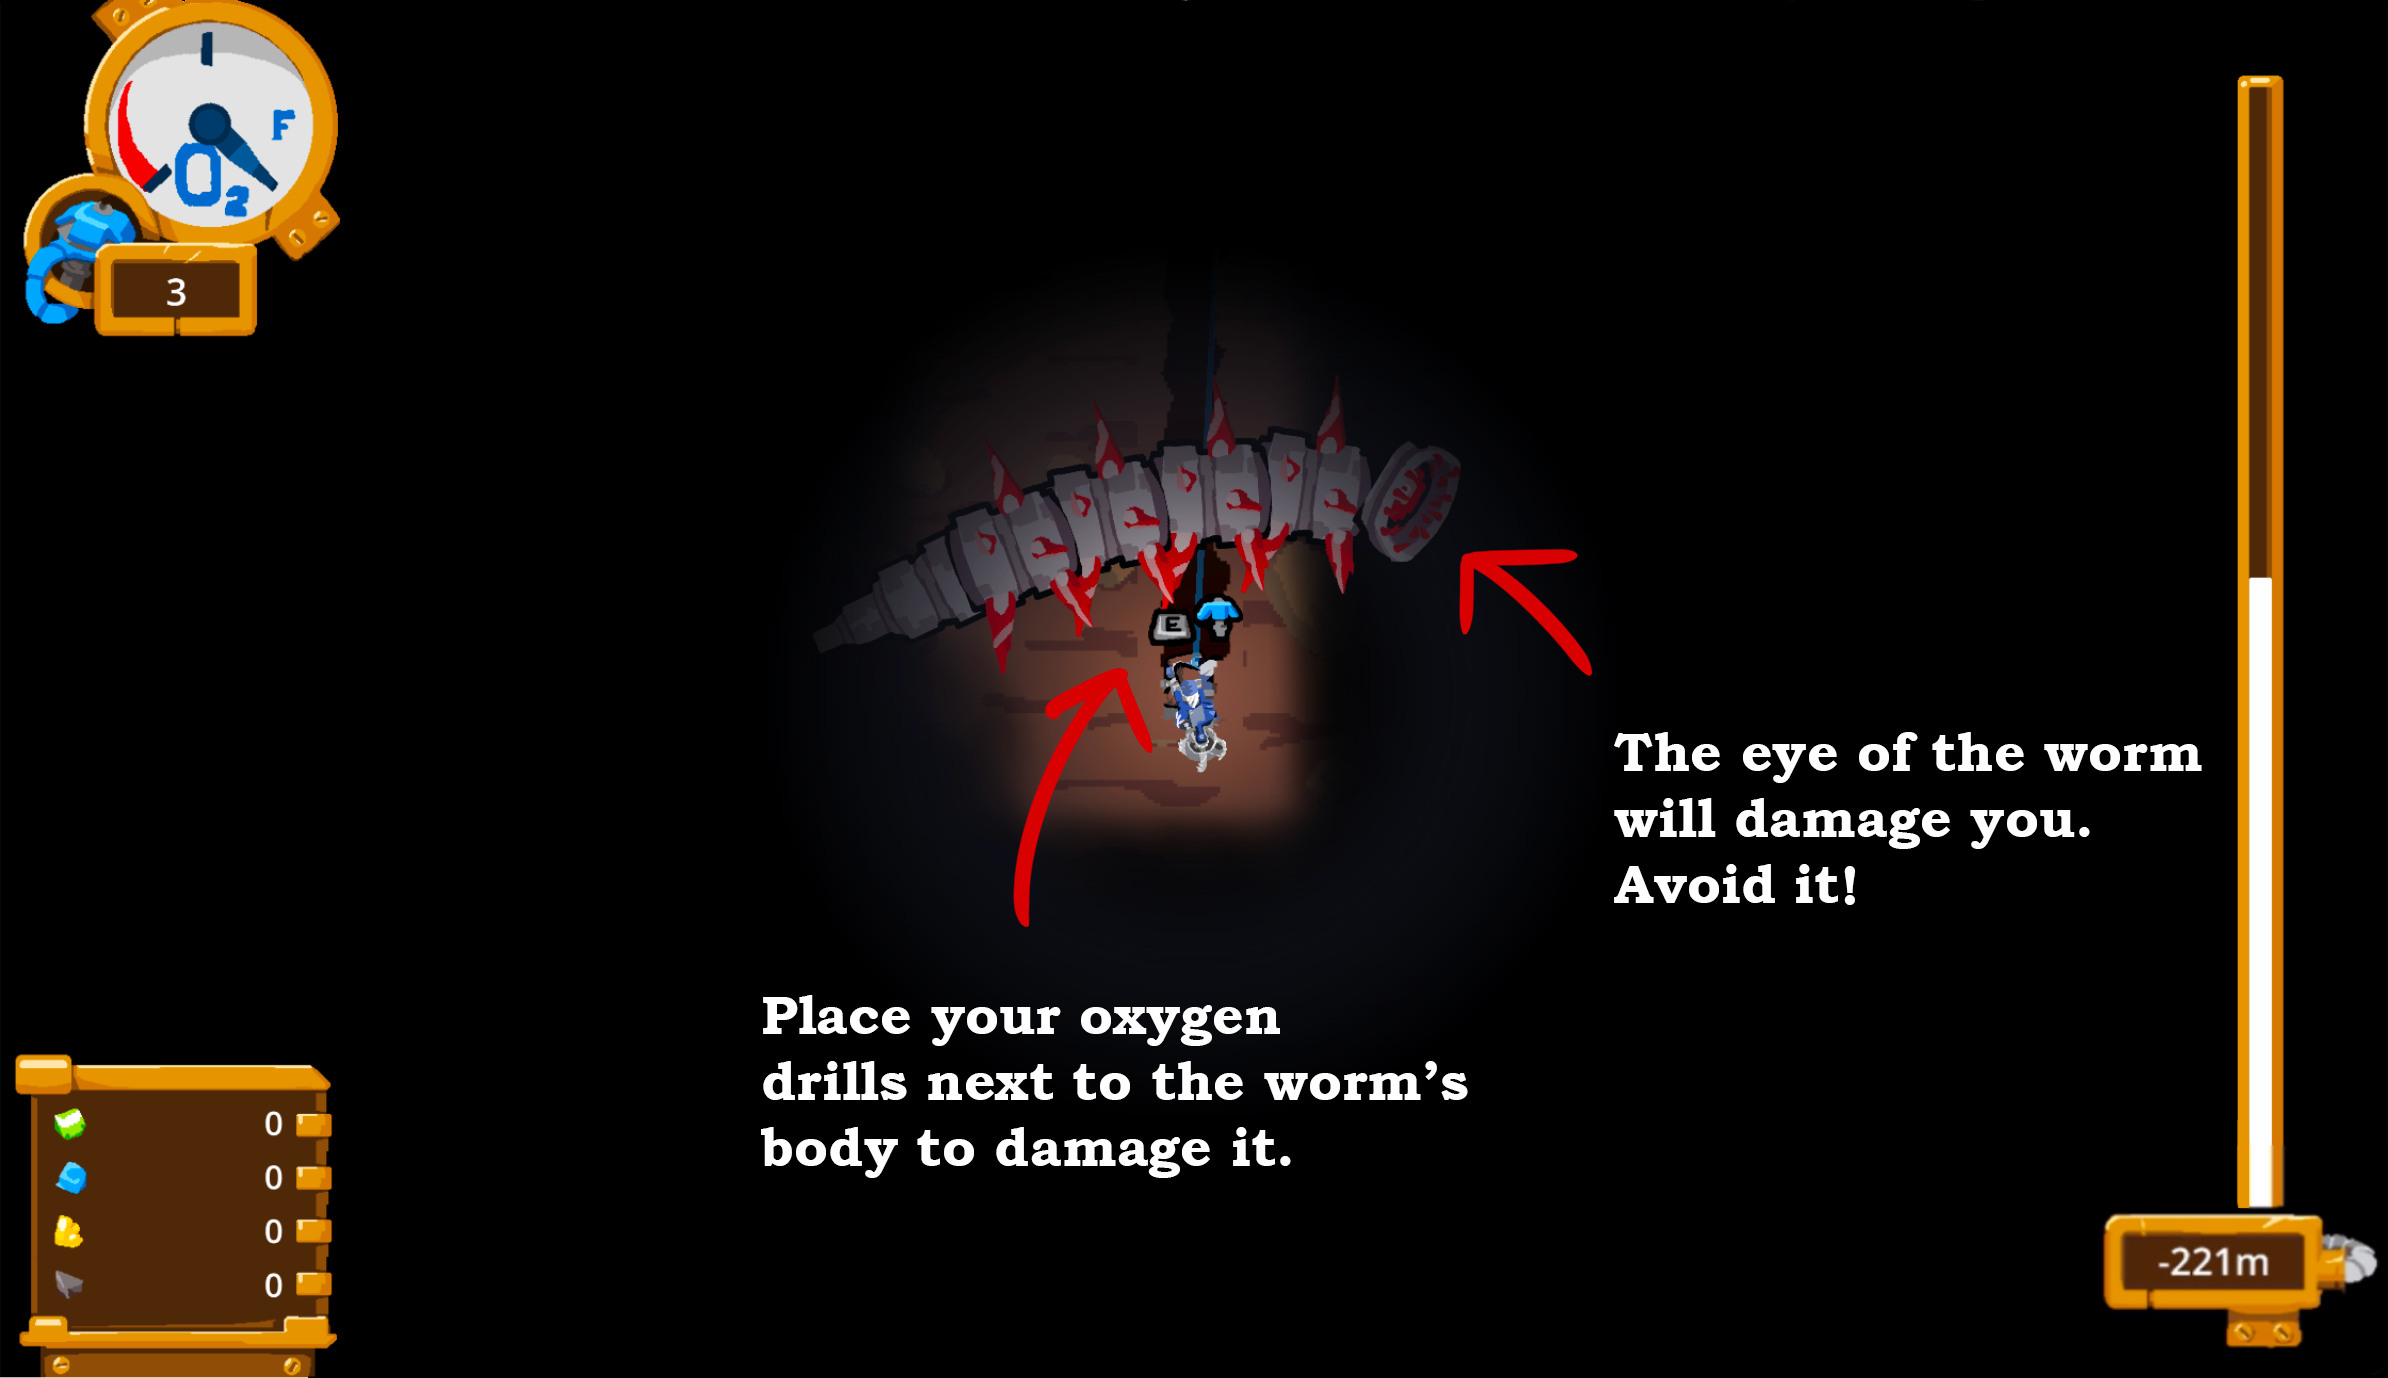 F
O2
3
E
The eye of the worm
will damage you.
Avoid it!
Place your oxygen
drills next to the worm’s
body to damage it.
0
0
0
0
-221m